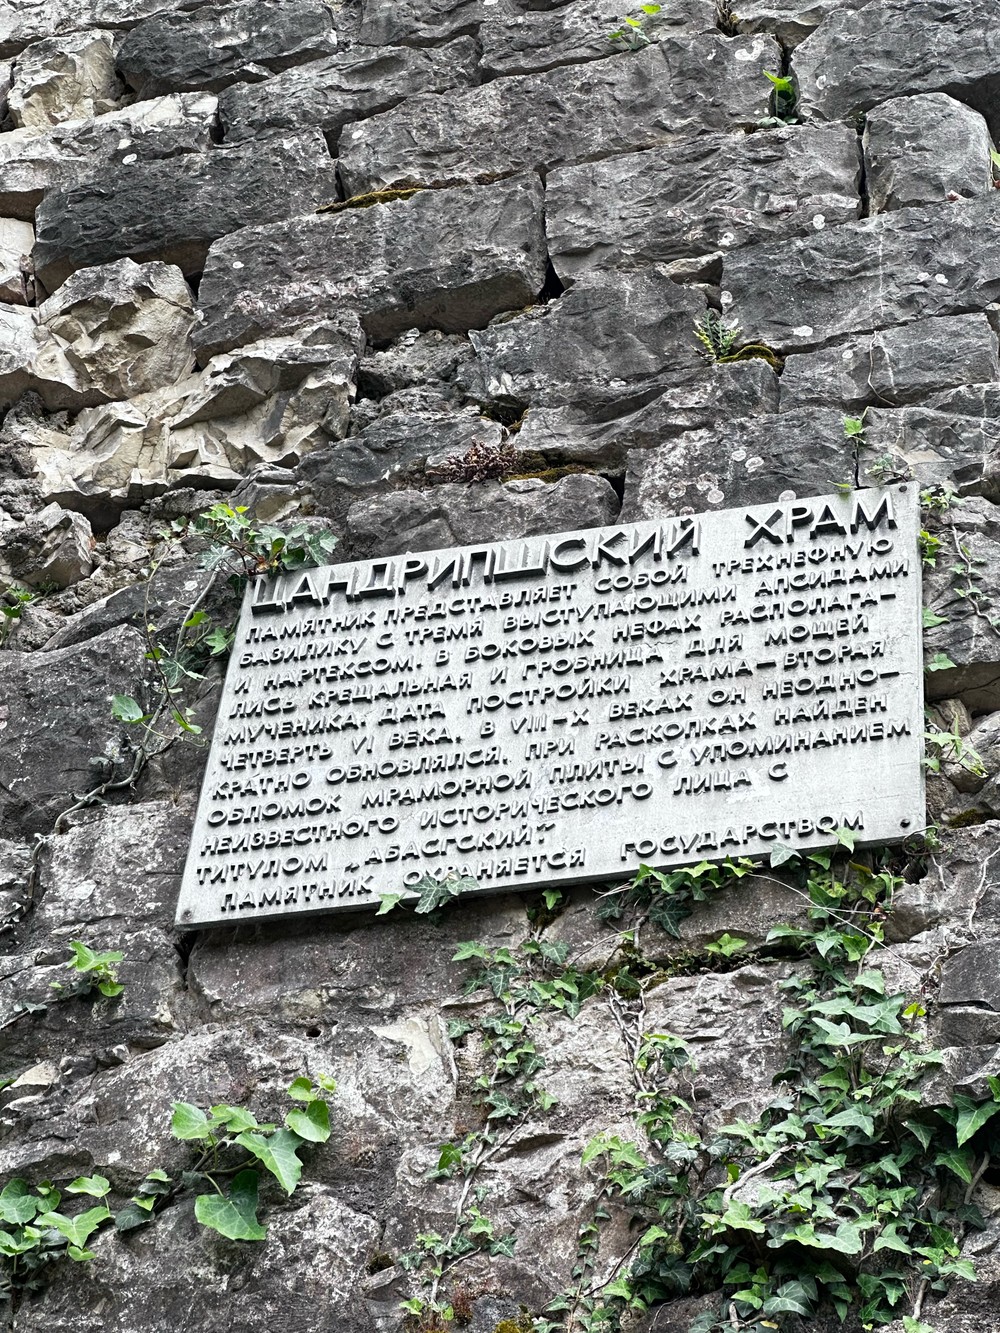 ЦАНДРИПШСКИЙ ХРАМ
ПАМЯТНИК ПРЕДСТАВЛЯЕТ СОБОЙ ТРЕХНЕФНУЮ
БАЗИЛИКУ С ТРЕМЯ ВЫСТУПАЮЩИМИ АПСИДАМИ
И НАРТЕКСОМ. В БОКОВЫХ НЕФАХ РАСПОЛАГА-
ЛИСЬ КРЕЩАЛЬНАЯ И ГРОБНИЦА ДЛЯ МОЩЕЙ
МУЧЕНИКА. ДАТА ПОСТРОЙКИ ХРАМА — ВТОРАЯ
ЧЕТВЕРТЬ VI ВЕКА. В VIII – X ВЕКАХ ОН НЕОДНО-
КРАТНО ОБНОВЛЯЛСЯ. ПРИ РАСКОПКАХ НАЙДЕН
ОБЛОМОК МРАМОРНОЙ ПЛИТЫ С УПОМИНАНИЕМ
НЕИЗВЕСТНОГО ИСТОРИЧЕСКОГО ЛИЦА С
ТИТУЛОМ „АБАСГСКИЙ”
ПАМЯТНИК ОХРАНЯЕТСЯ ГОСУДАРСТВОМ